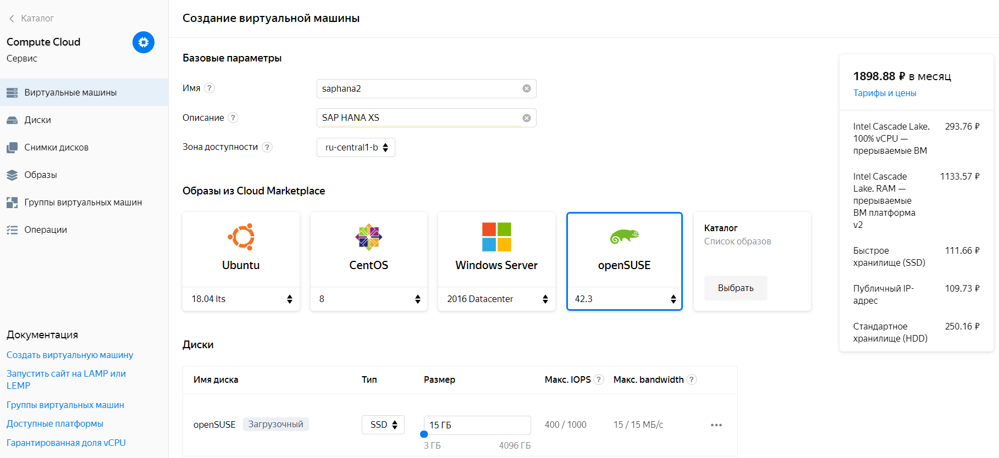 Каталог
Compute Cloud
Сервис
Виртуальные машины
Диски
Снимки дисков
Образы
Группы виртуальных машин
Операции
Документация
Создать виртуальную машину
Запустить сайт на LAMP или
LEMP
Группы виртуальных машин
Доступные платформы
Гарантированная доля vCPU
Создание виртуальной машины
Базовые параметры
Имя ? saphana2
Описание ? SAP HANA XS
Зона доступности ? ru-central1-b
Образы из Cloud Marketplace
Ubuntu
18.04 lts
CentOS
8
Windows Server
2016 Datacenter
openSUSE
42.3
Каталог
Список образов
Выбрать
Диски
Имя диска Тип Размер Макс. IOPS ? Макс. bandwidth ?
openSUSE Загрузочный SSD 15 ГБ 400 / 1000 15 / 15 МБ/с
3 ГБ 4096 ГБ
1898.88 ₽ в месяц
Тарифы и цены
Intel Cascade Lake. 293.76 ₽
100% vCPU —
прерываемые ВМ
Intel Cascade 1133.57 ₽
Lake. RAM —
прерываемые
ВМ платформа
v2
Быстрое 111.66 ₽
хранилище (SSD)
Публичный IP- 109.73 ₽
адрес
Стандартное 250.16 ₽
хранилище (HDD)